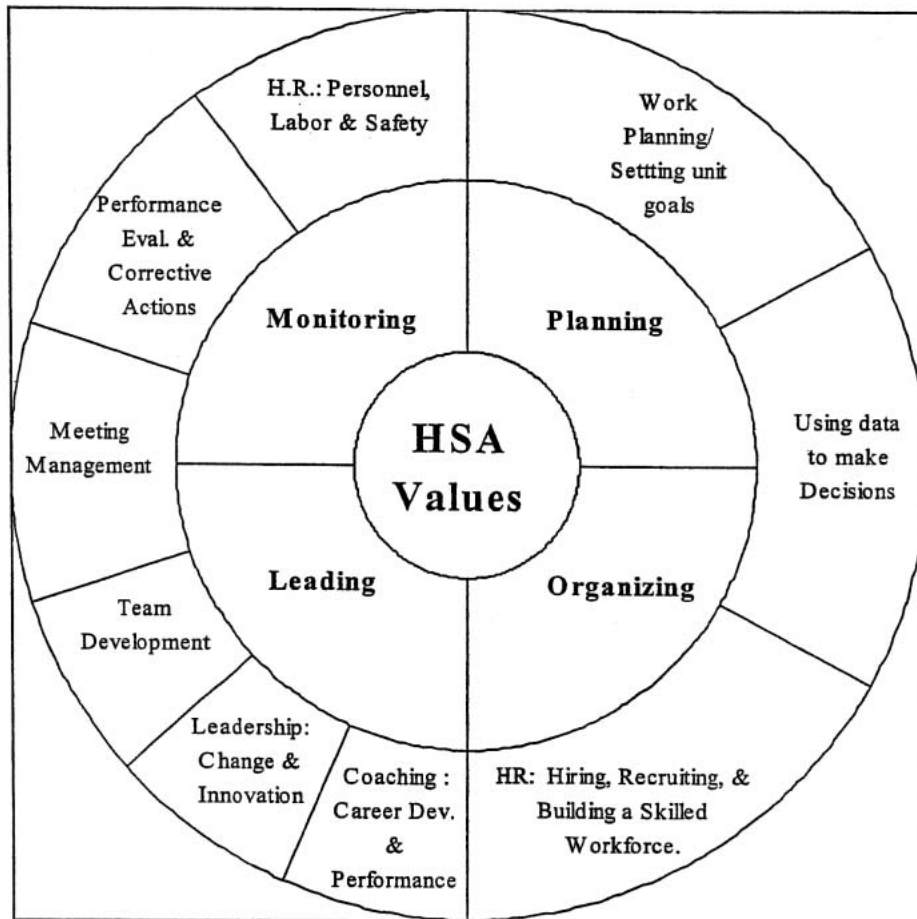 H.R.: Personnel,
Labor & Safety
Work
Planning/
Settting unit
goals
Performance
Eval. &
Corrective
Actions
Monitoring
Planning
Meeting
Management
HSA
Values
Using data
to make
Decisions
Leading
Organizing
Team
Development
Leadership:
Change &
Innovation
Coaching :
Career Dev.
&
Performance
HR: Hiring, Recruiting, &
Building a Skilled
Workforce.